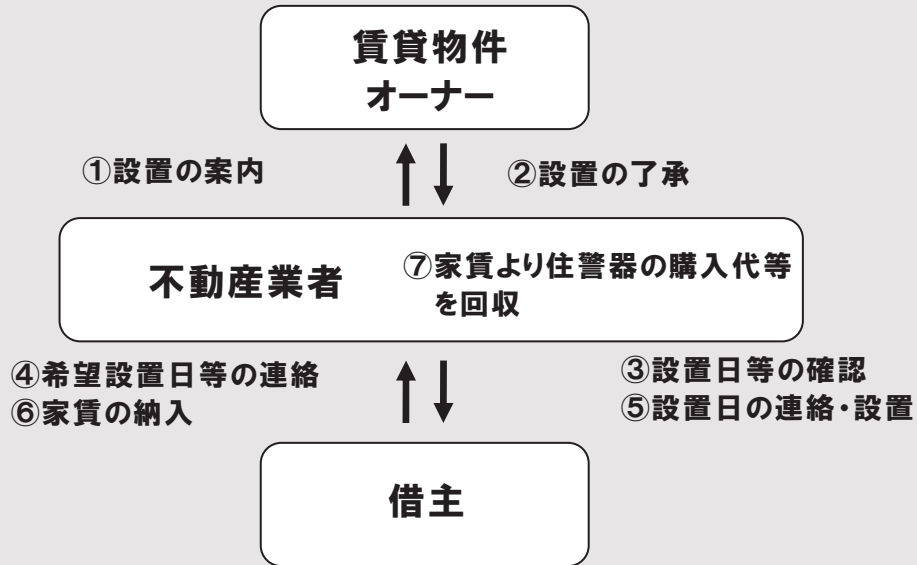 賃貸物件
オーナー
①設置の案内
②設置の了承
不動産業者
⑦家賃より住警器の購入代等
を回収
④希望設置日等の連絡
⑥家賃の納入
③設置日等の確認
⑤設置日の連絡・設置
借主